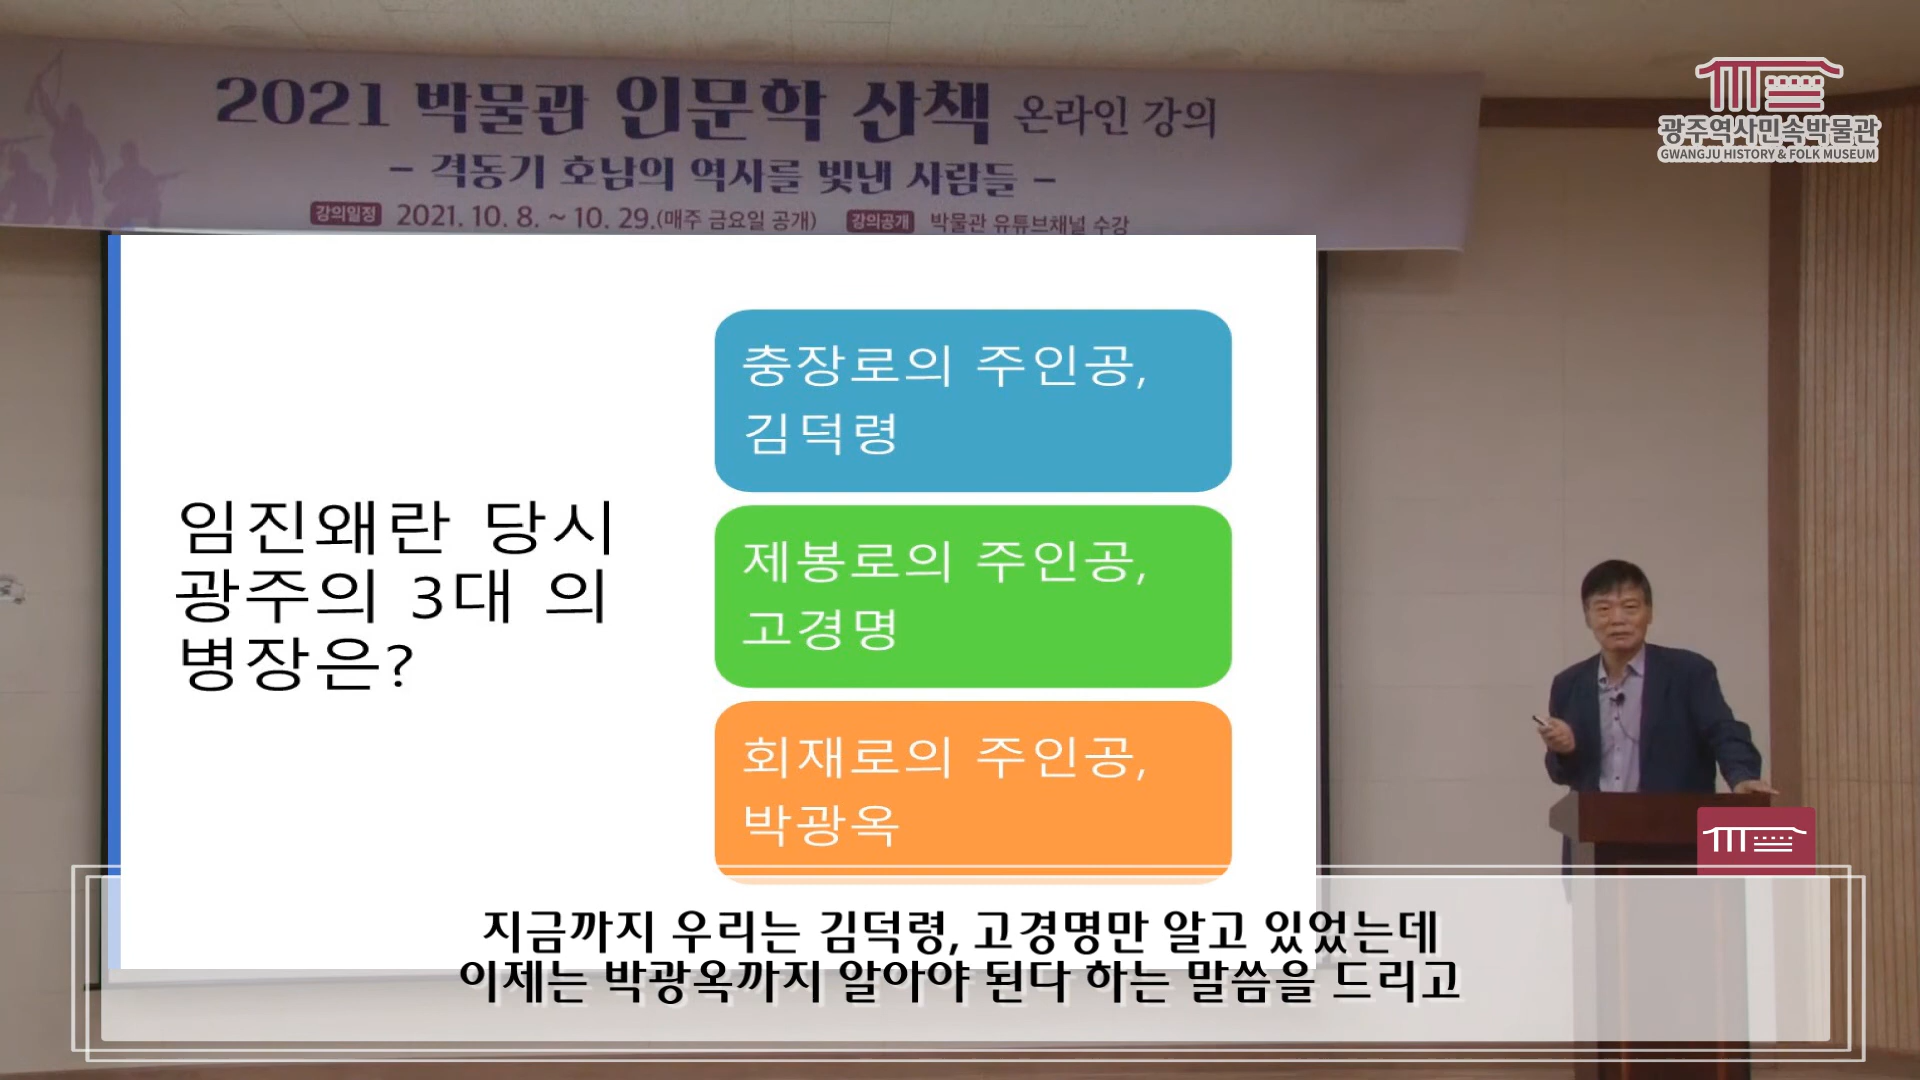 2021 박물관 인문학 산책 온라인 강의
- 격동기 호남의 역사를 빛낸 사람들 -
강의일정 2021. 10. 8. ~ 10. 29.(매주 금요일 공개) 강의공개 박물관 유튜브채널 수강
광주역사민속박물관
GWANGJU HISTORY & FOLK MUSEUM
임진왜란 당시
광주의 3대 의
병장은?
충장로의 주인공,
김덕령
제봉로의 주인공,
고경명
회재로의 주인공,
박광옥
지금까지 우리는 김덕령, 고경명만 알고 있었는데
이제는 박광옥까지 알아야 된다 하는 말씀을 드리고